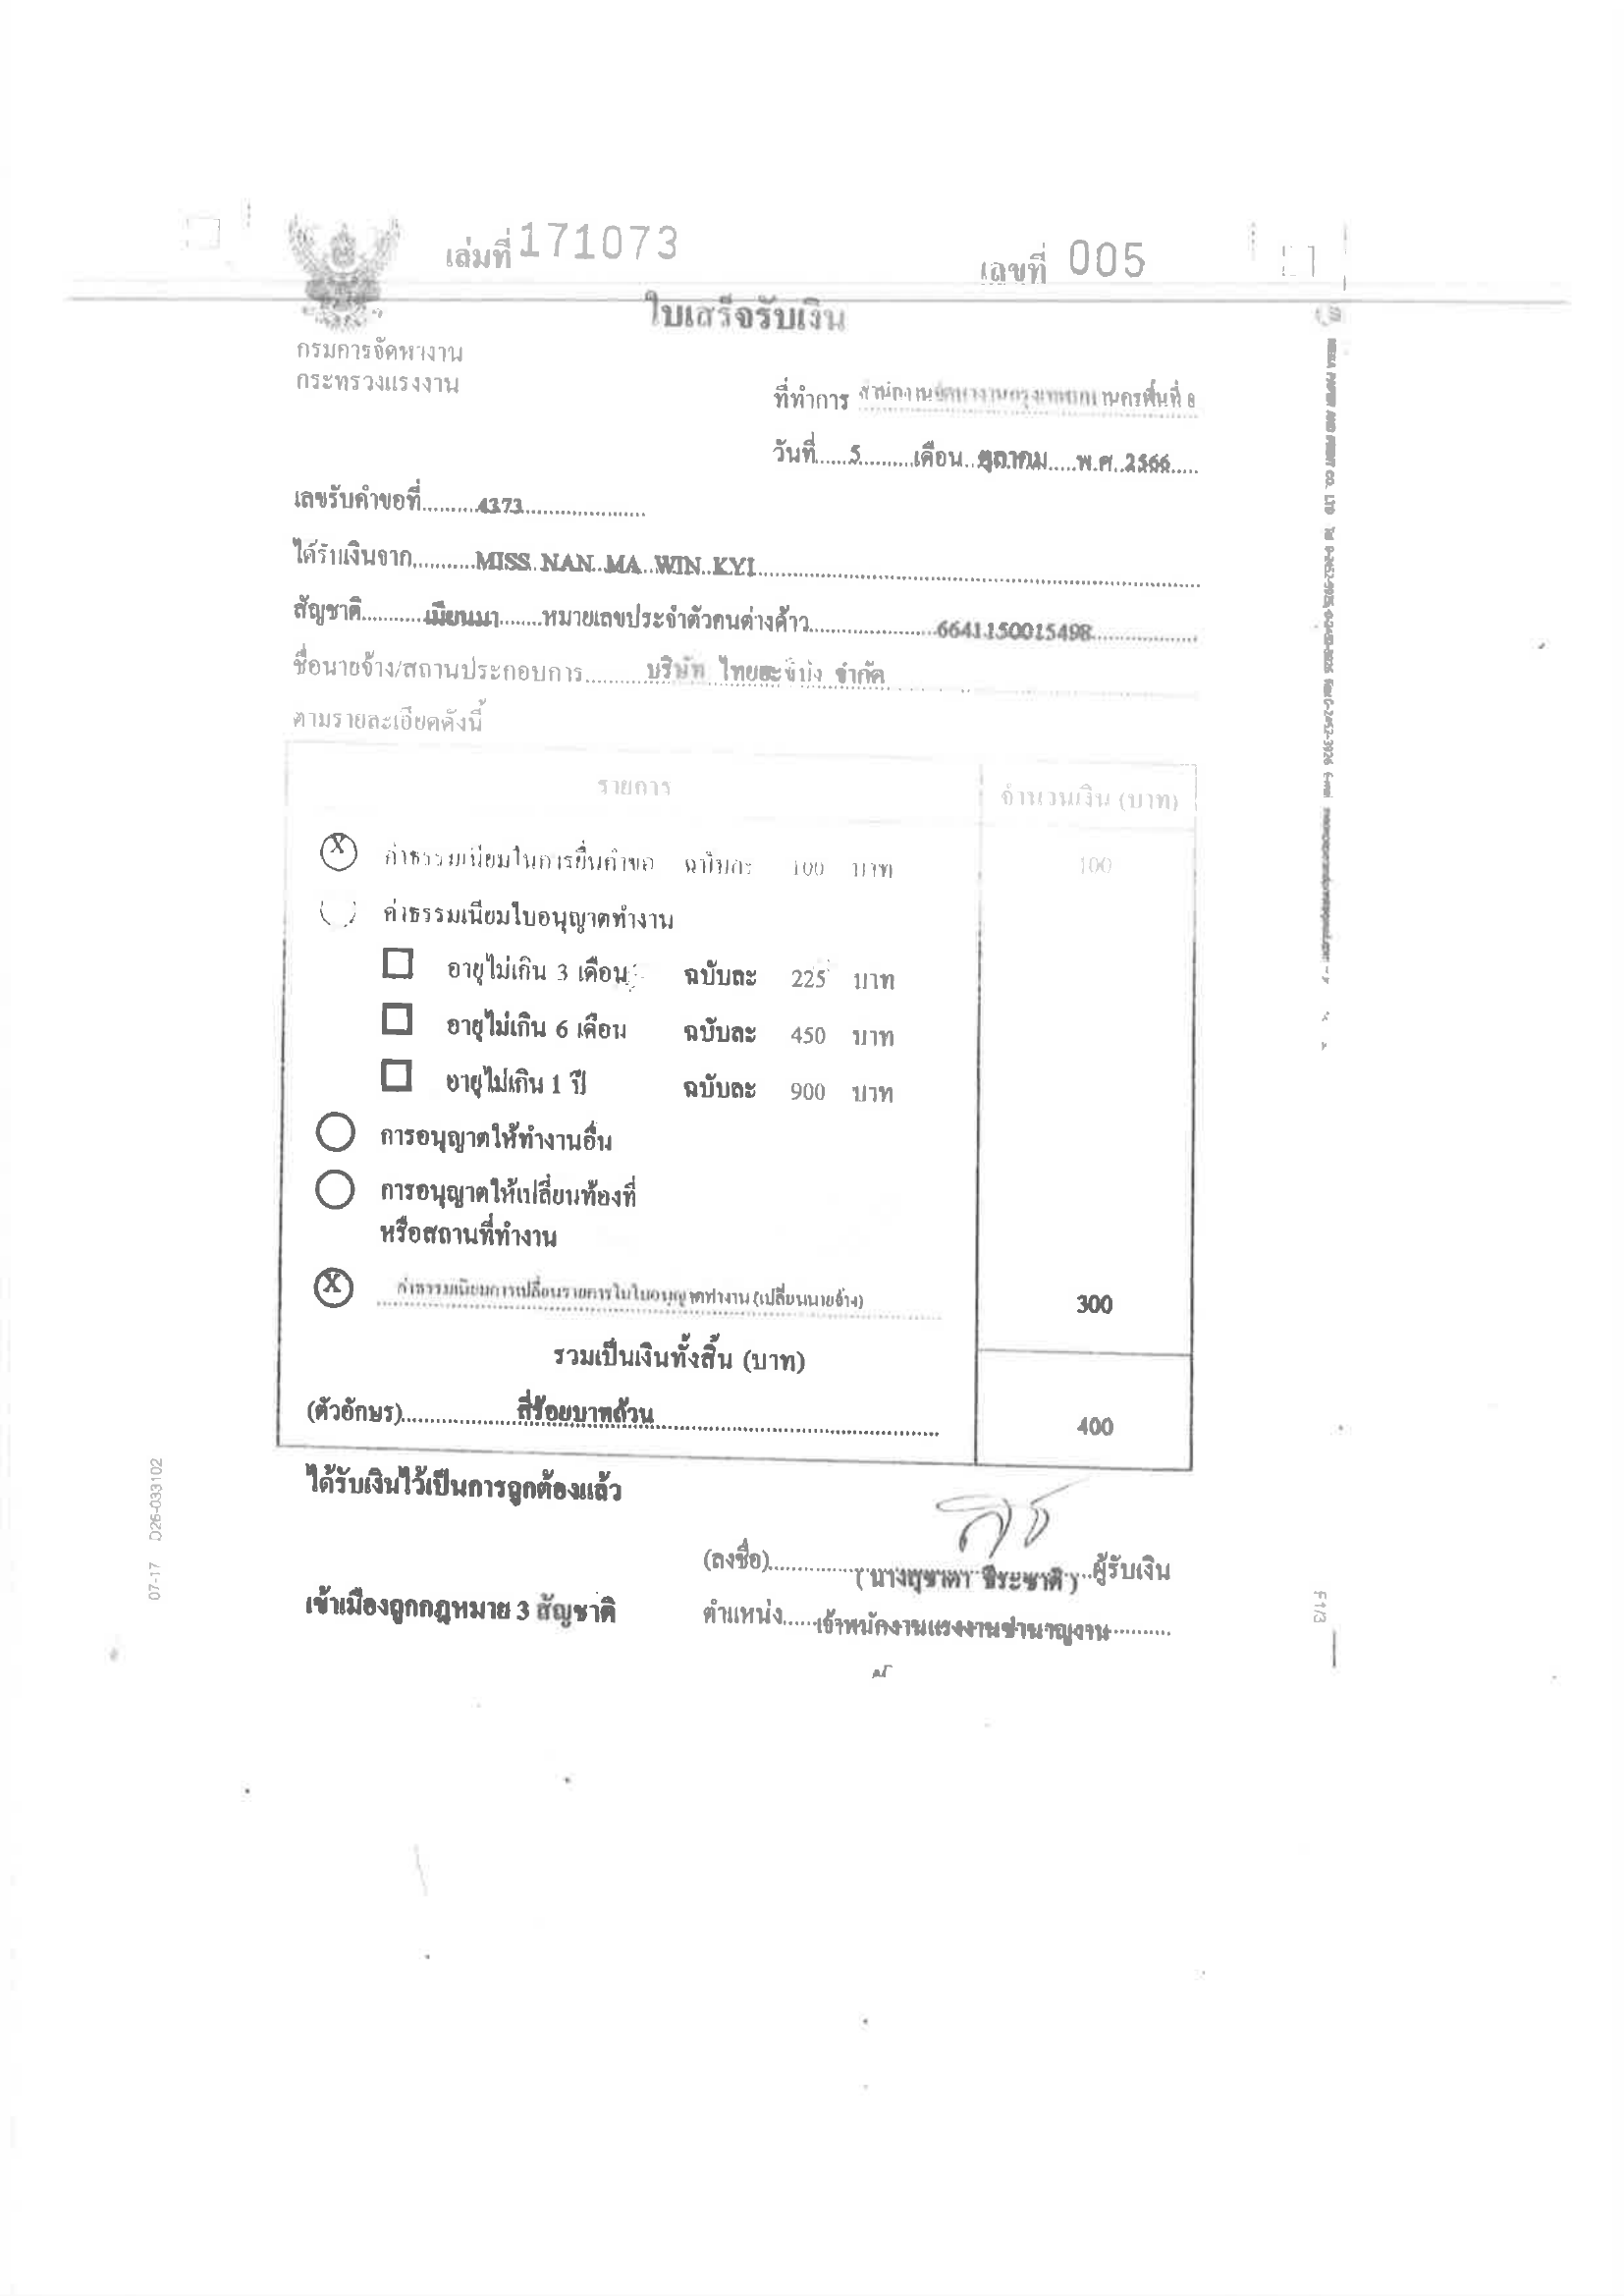 เล่มที่ 171073
เลขที่ 005
ใบเสร็จรับเงิน
กรมการจัดหางาน
กระทรวงแรงงาน
ที่ทำการ สำนักงานจัดหางานกรุงเทพมหานครพื้นที่ 8
วันที่ 5 เดือน ตุลาคม พ.ศ. 2566
เลขรับคำขอที่ 4373
ได้รับเงินจาก MISS NAN MA WIN KYI
สัญชาติ เมียนมา หมายเลขประจำตัวคนต่างด้าว 6641150015498
ชื่อนายจ้าง/สถานประกอบการ บริษัท จำกัด
ตามรายละเอียดดังนี้
รายการ จำนวนเงิน (บาท)
X ค่าธรรมเนียมในการยื่นคำขอ ฉบับละ 100 บาท 100
ค่าธรรมเนียมใบอนุญาตทำงาน
อายุไม่เกิน 3 เดือน ฉบับละ 225 บาท
อายุไม่เกิน 6 เดือน ฉบับละ 450 บาท
อายุไม่เกิน 1 ปี ฉบับละ 900 บาท
การอนุญาตให้ทำงานอื่น
การอนุญาตให้เปลี่ยนท้องที่
หรือสถานที่ทำงาน
X ค่าธรรมเนียมการเปลี่ยนรายการในใบอนุญาตทำงาน (เปลี่ยนนายจ้าง) 300
รวมเป็นเงินทั้งสิ้น (บาท)
(ตัวอักษร) สี่ร้อยบาทถ้วน 400
ได้รับเงินไว้เป็นการถูกต้องแล้ว
(ลงชื่อ) ผู้รับเงิน
( นาง )
เข้าเมืองถูกกฎหมาย 3 สัญชาติ
ตำแหน่ง เจ้าพนักงานแรงงานชำนาญงาน
07-17 D26-033102
F1/3